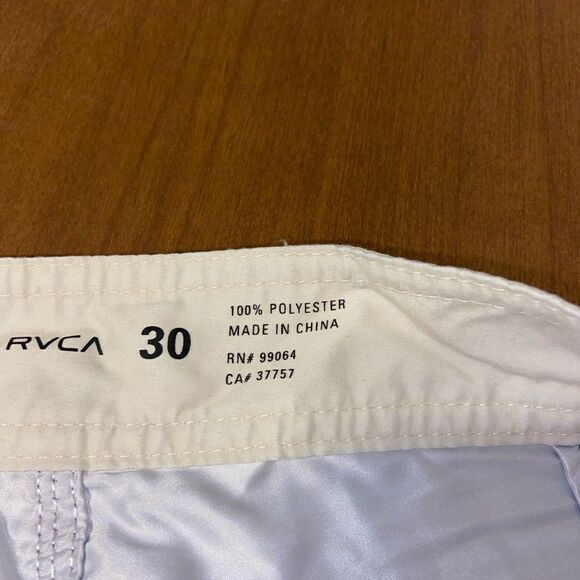 RVCA 30
100% POLYESTER
MADE IN CHINA
RN# 99064
CA# 37757